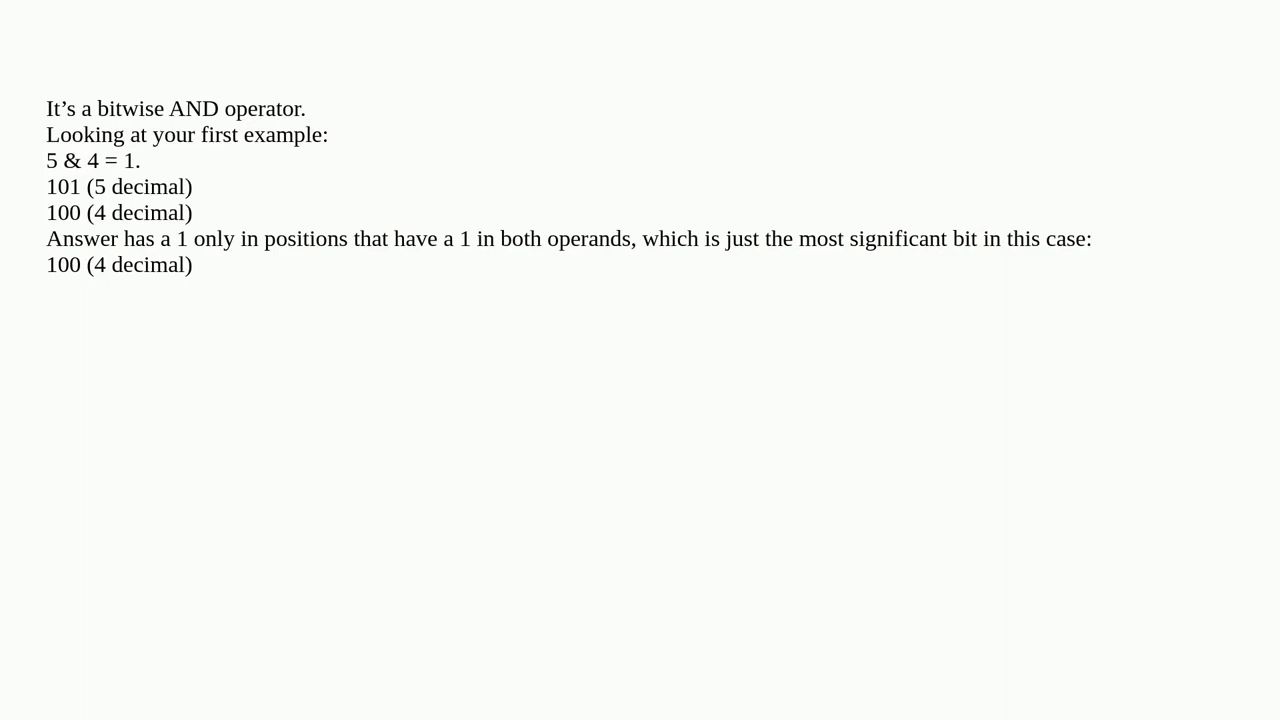 It’s a bitwise AND operator.
Looking at your first example:
5 & 4 = 1.
101 (5 decimal)
100 (4 decimal)
Answer has a 1 only in positions that have a 1 in both operands, which is just the most significant bit in this case:
100 (4 decimal)